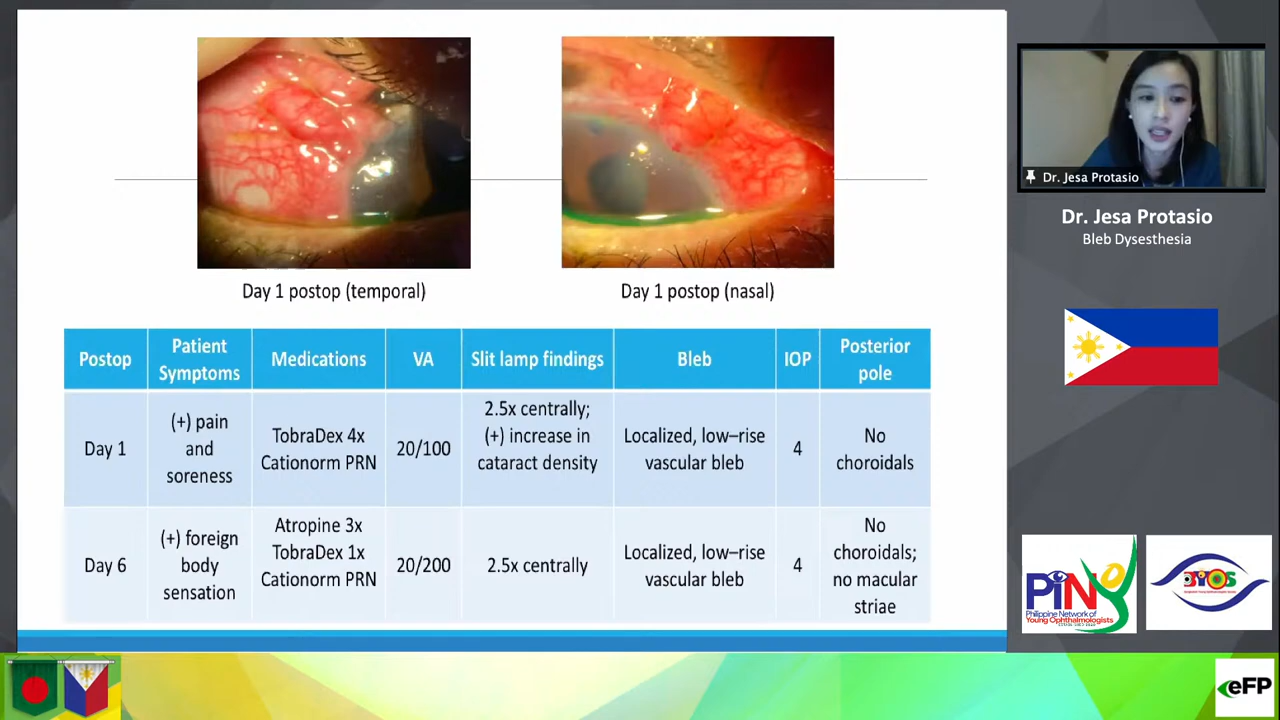 Day 1 postop (temporal)
Day 1 postop (nasal)
Postop
Patient
Symptoms
Medications
VA
Slit lamp findings
Bleb
IOP
Posterior
pole
Day 1
(+) pain
and
soreness
TobraDex 4x
Cationorm PRN
20/100
2.5x centrally;
(+) increase in
cataract density
Localized, low–rise
vascular bleb
4
No
choroidals
Day 6
(+) foreign
body
sensation
Atropine 3x
TobraDex 1x
Cationorm PRN
20/200
2.5x centrally
Localized, low–rise
vascular bleb
4
No
choroidals;
no macular
striae
Dr. Jesa Protasio
Dr. Jesa Protasio
Bleb Dysesthesia
PiNYO
Philippine Network of
Young Ophthalmologists
BYOS
eFP